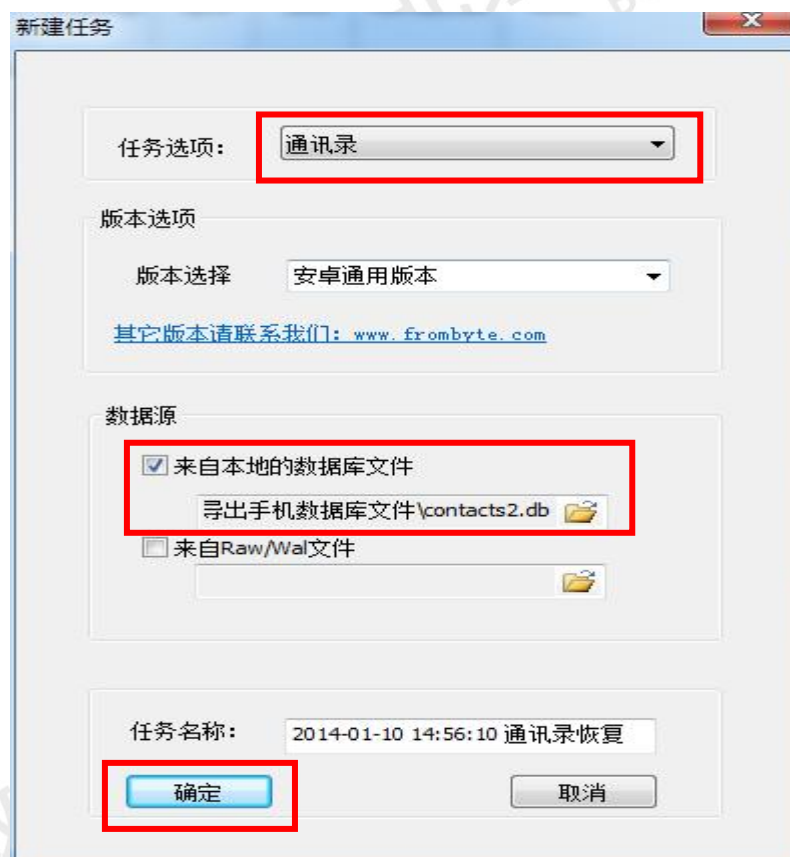 新建任务
任务选项： 通讯录
版本选项
版本选择 安卓通用版本
其它版本请联系我们：www.frombyte.com
数据源
来自本地的数据库文件
导出手机数据库文件\contacts2.db
来自Raw/Wal文件
任务名称： 2014-01-10 14:56:10 通讯录恢复
确定 取消